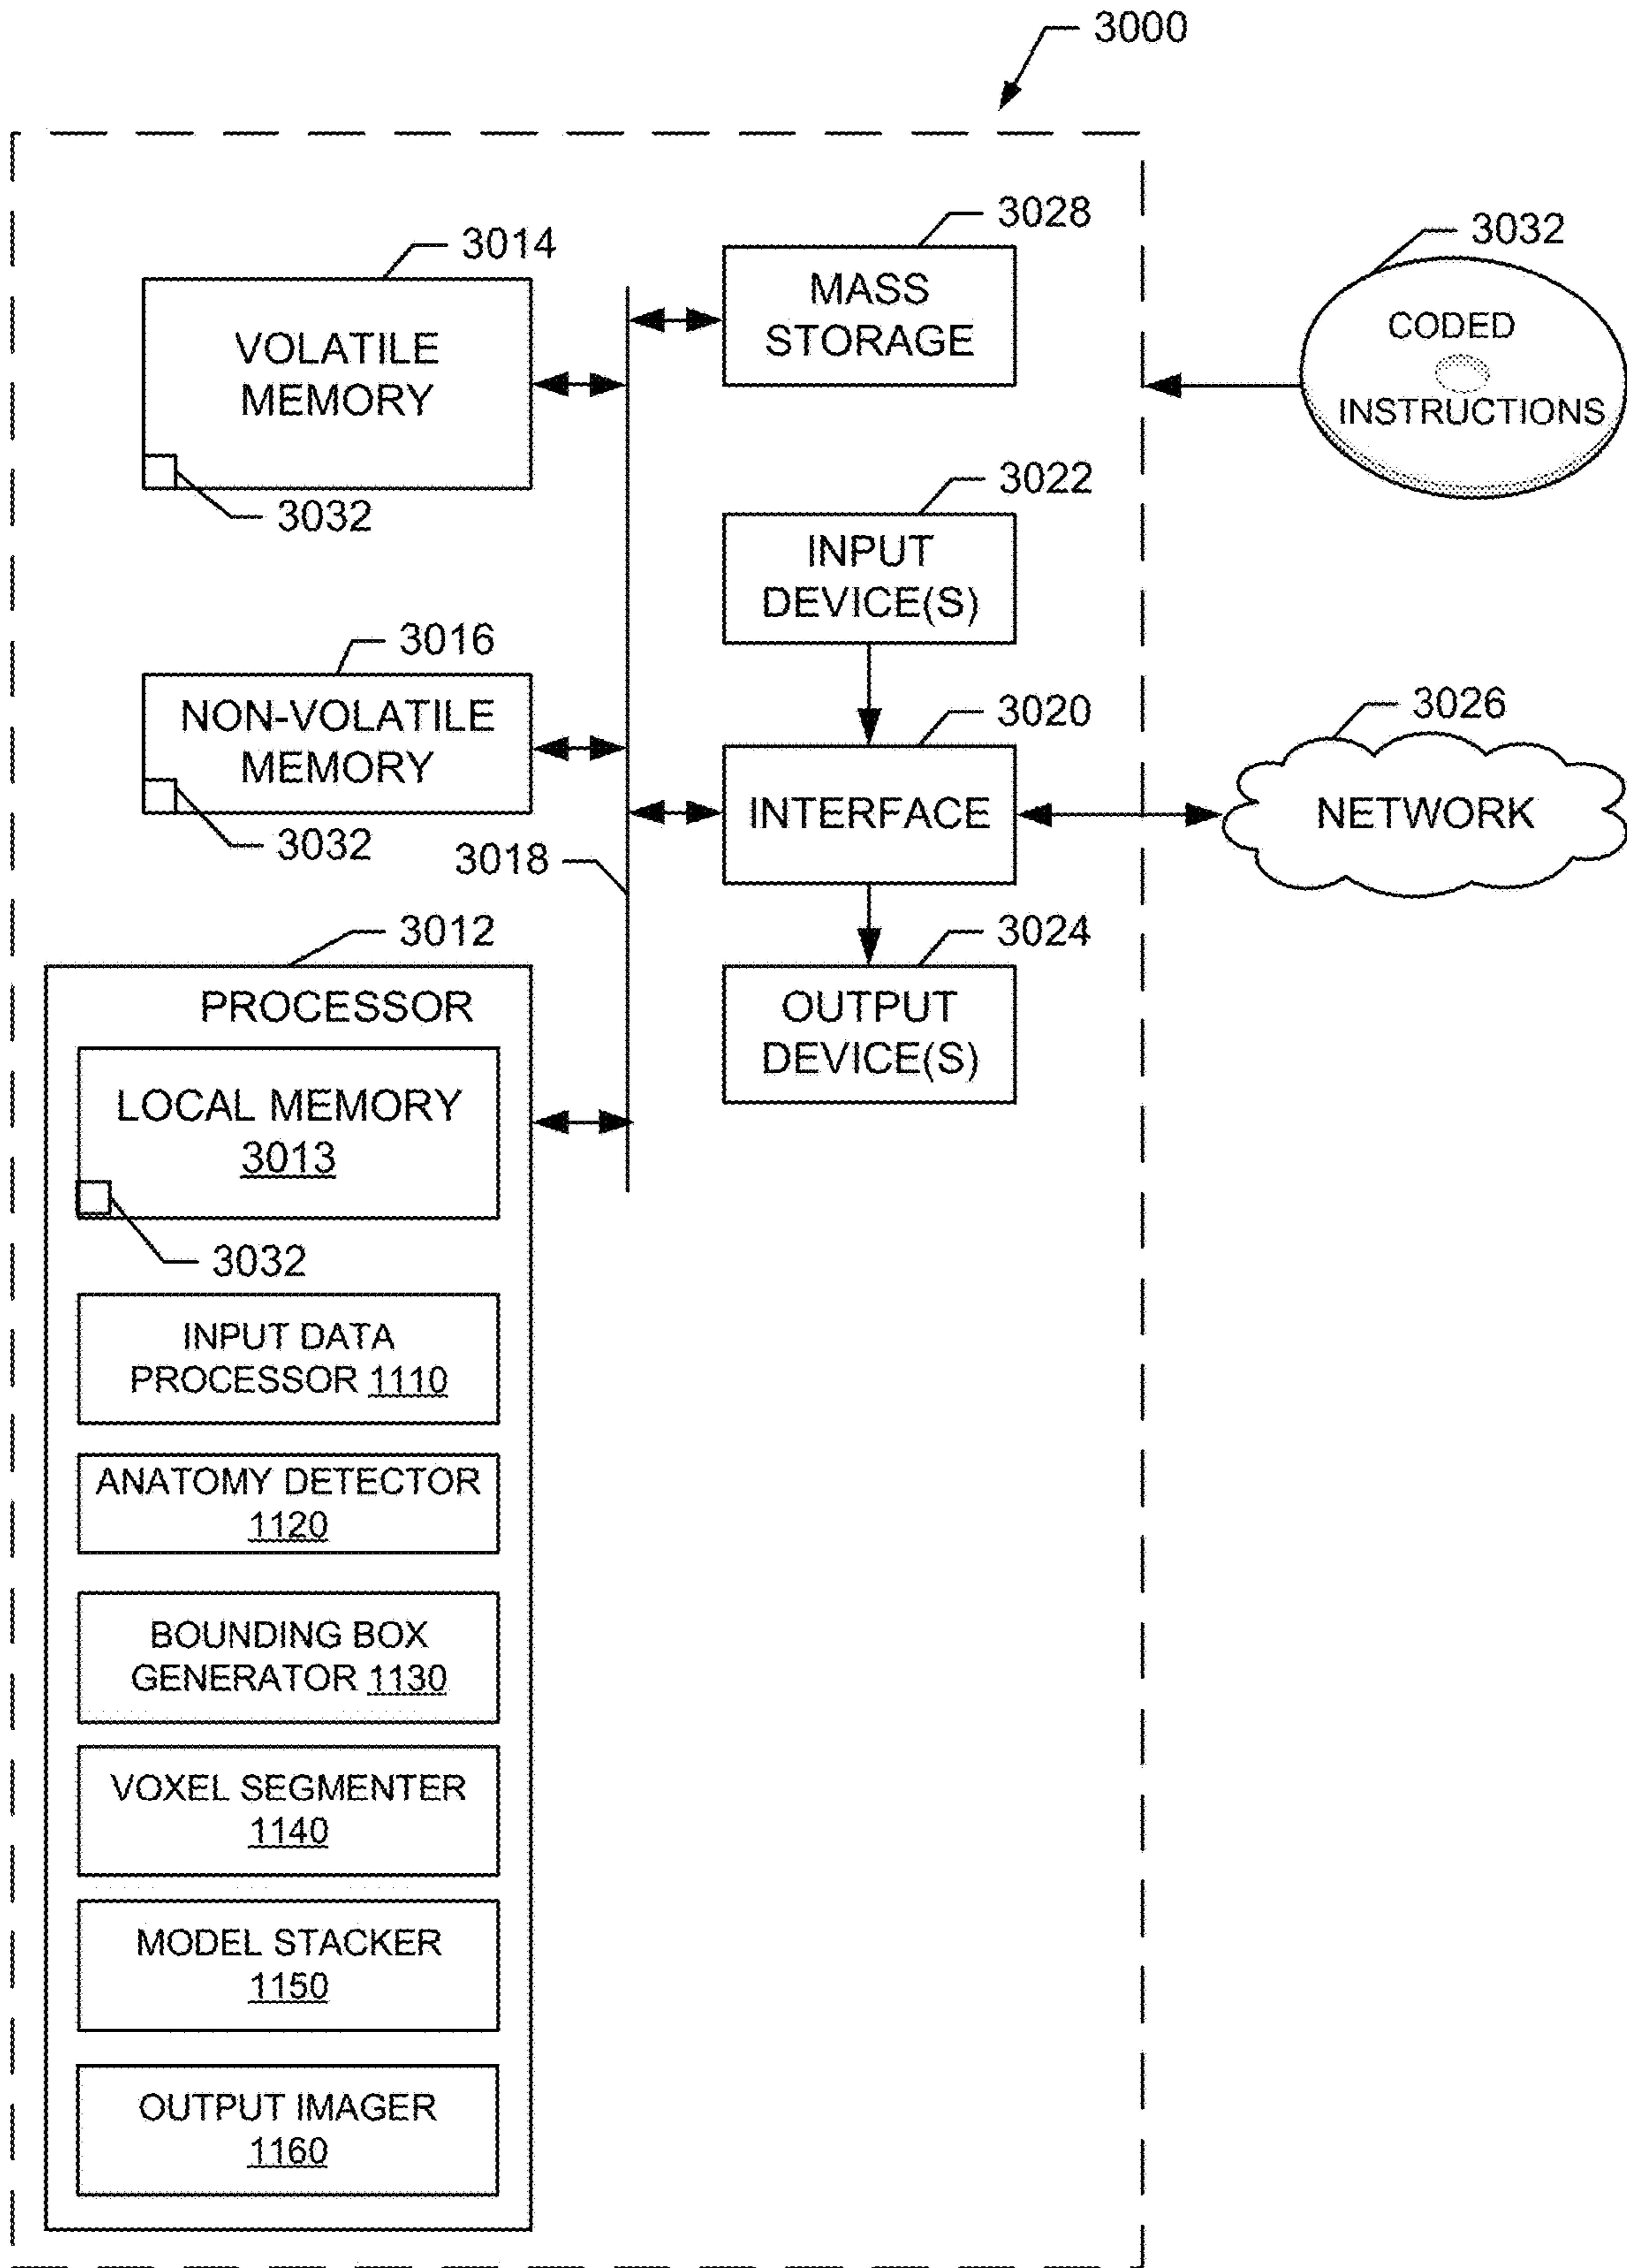 3000
3014
VOLATILE
MEMORY
3032
3028
MASS
STORAGE
3032
CODED
INSTRUCTIONS
3022
INPUT
DEVICE(S)
3016
NON-VOLATILE
MEMORY
3032
3018
3020
INTERFACE
3026
NETWORK
3024
OUTPUT
DEVICE(S)
3012
PROCESSOR
LOCAL MEMORY
3013
3032
INPUT DATA
PROCESSOR 1110
ANATOMY DETECTOR
1120
BOUNDING BOX
GENERATOR 1130
VOXEL SEGMENTER
1140
MODEL STACKER
1150
OUTPUT IMAGER
1160